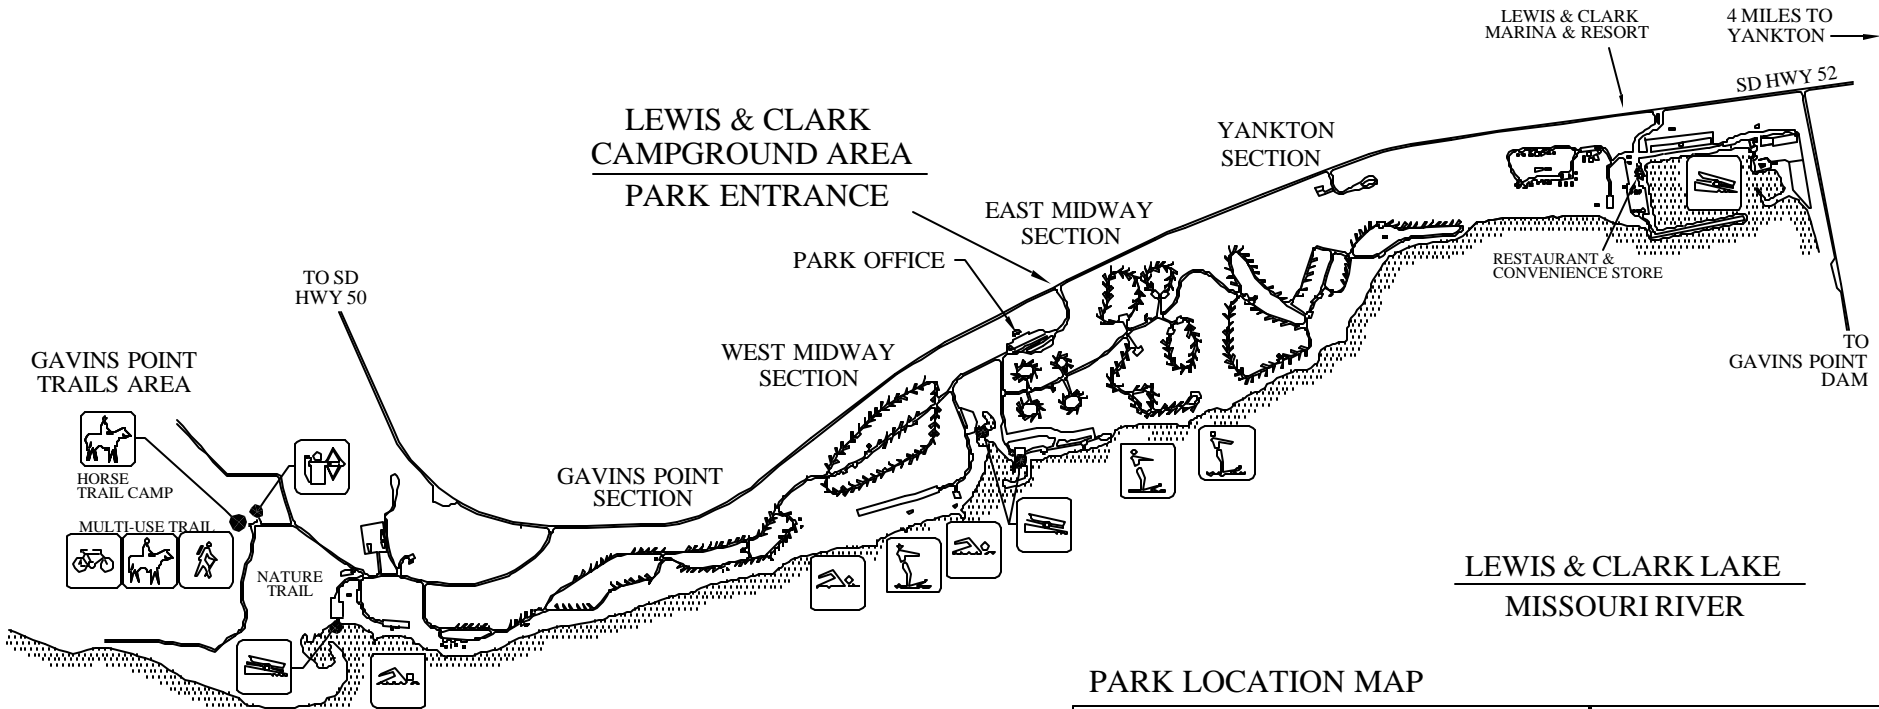 LEWIS & CLARK
MARINA & RESORT
4 MILES TO
YANKTON
SD HWY 52
LEWIS & CLARK
CAMPGROUND AREA
PARK ENTRANCE
YANKTON
SECTION
EAST MIDWAY
SECTION
PARK OFFICE
RESTAURANT &
CONVENIENCE STORE
TO SD
HWY 50
WEST MIDWAY
SECTION
TO
GAVINS POINT
DAM
GAVINS POINT
TRAILS AREA
HORSE
TRAIL CAMP
GAVINS POINT
SECTION
MULTI-USE TRAIL
NATURE
TRAIL
LEWIS & CLARK LAKE
MISSOURI RIVER
PARK LOCATION MAP